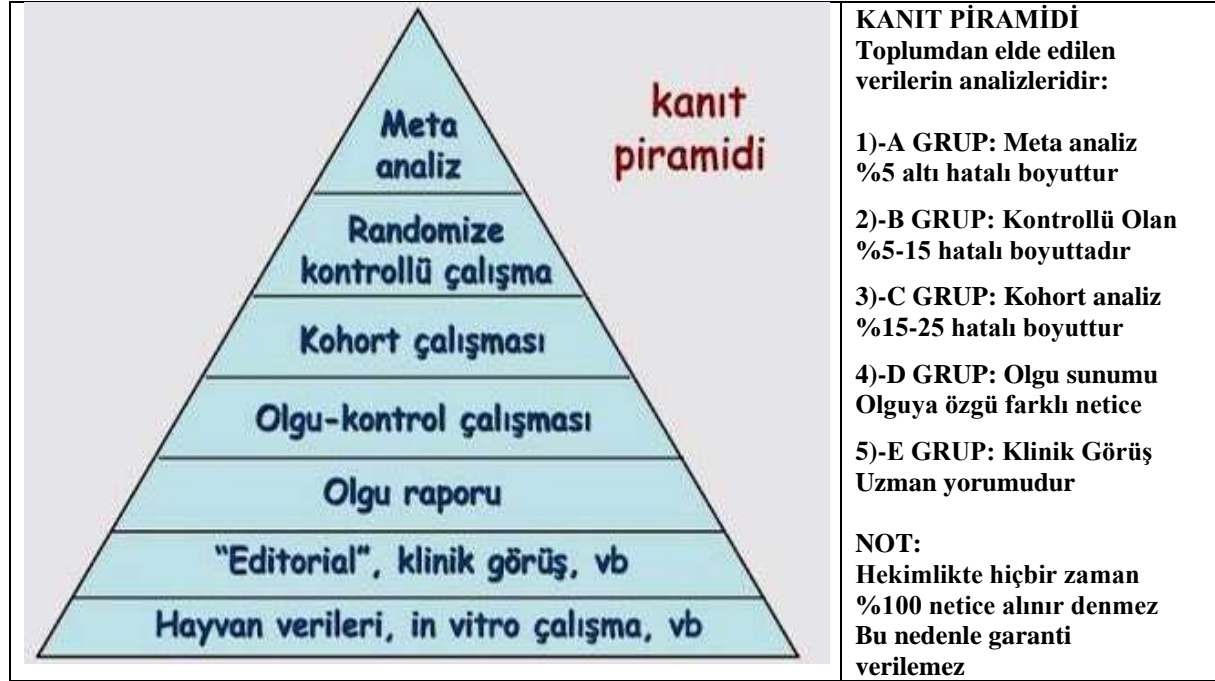 kanıt
piramidi
Meta
analiz
Randomize
kontrollü çalışma
Kohort çalışması
Olgu-kontrol çalışması
Olgu raporu
“Editorial”, klinik görüş, vb
Hayvan verileri, in vitro çalışma, vb
KANIT PİRAMİDİ
Toplumdan elde edilen
verilerin analizleridir:
1)-A GRUP: Meta analiz
%5 altı hatalı boyuttur
2)-B GRUP: Kontrollü Olan
%5-15 hatalı boyuttadır
3)-C GRUP: Kohort analiz
%15-25 hatalı boyuttur
4)-D GRUP: Olgu sunumu
Olguya özgü farklı netice
5)-E GRUP: Klinik Görüş
Uzman yorumudur
NOT:
Hekimlikte hiçbir zaman
%100 netice alınır denmez
Bu nedenle garanti
verilemez